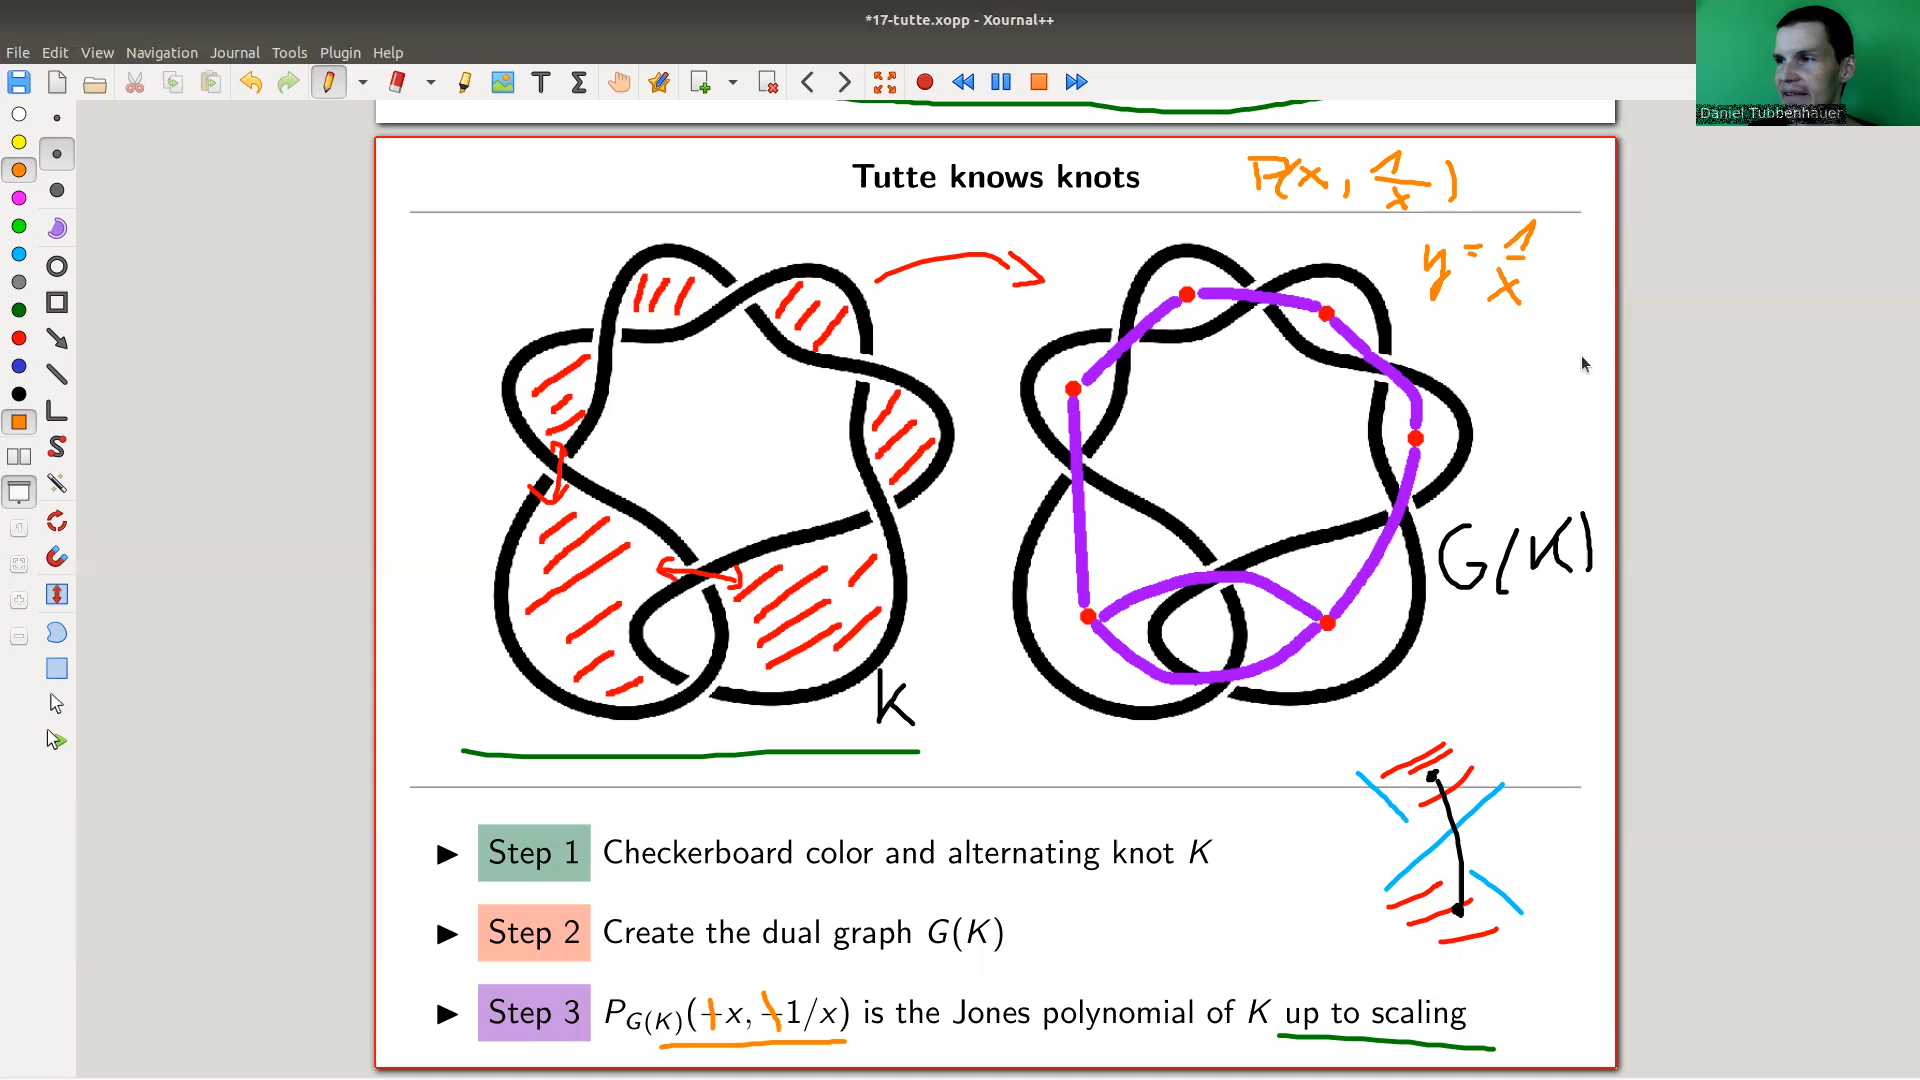 *17-tutte.xopp - Xournal++
File Edit View Navigation Journal Tools Plugin Help
Daniel Tubbenhauer
Tutte knows knots
P(x, 1/x)
y = 1/x
G(K)
K
Step 1 Checkerboard color and alternating knot K
Step 2 Create the dual graph G(K)
Step 3 P_{G(K)}(-x, -1/x) is the Jones polynomial of K up to scaling